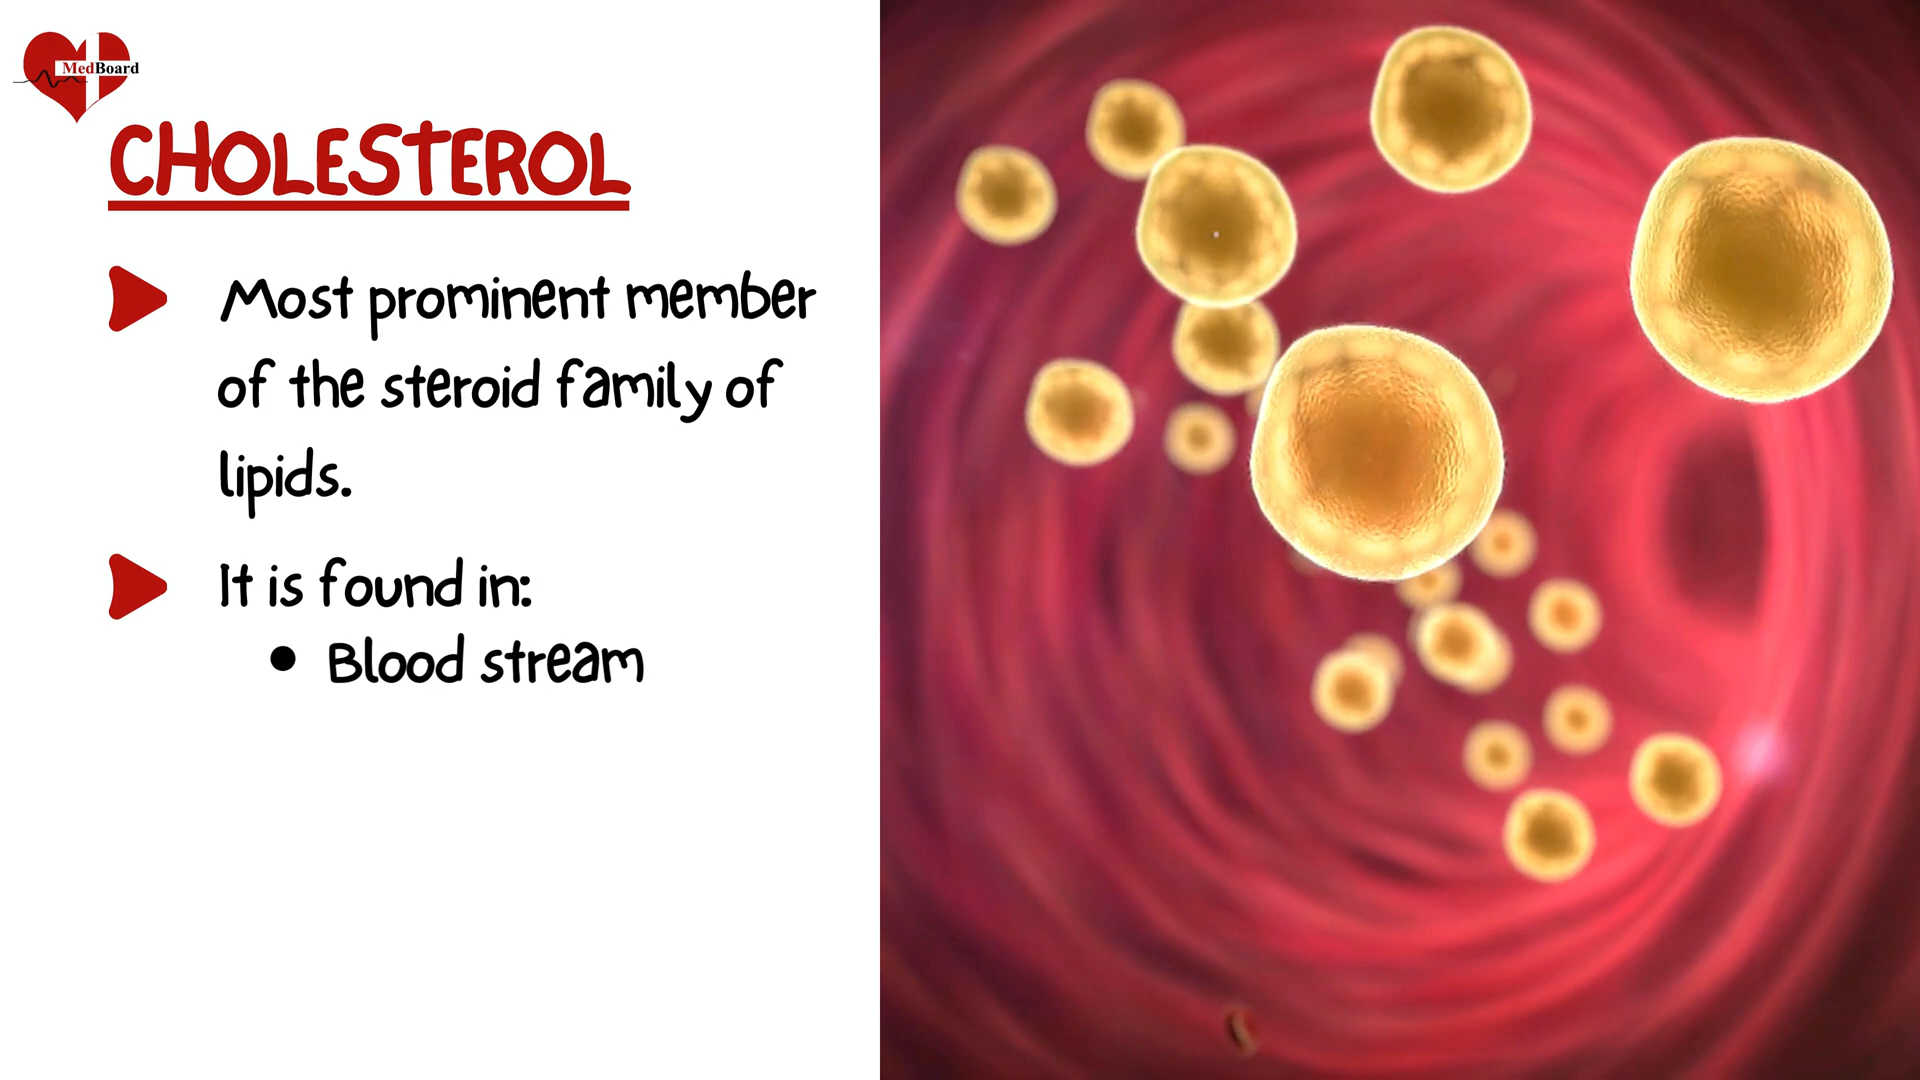 MedBoard
CHOLESTEROL
Most prominent member
of the steroid family of
lipids.
It is found in:
Blood stream